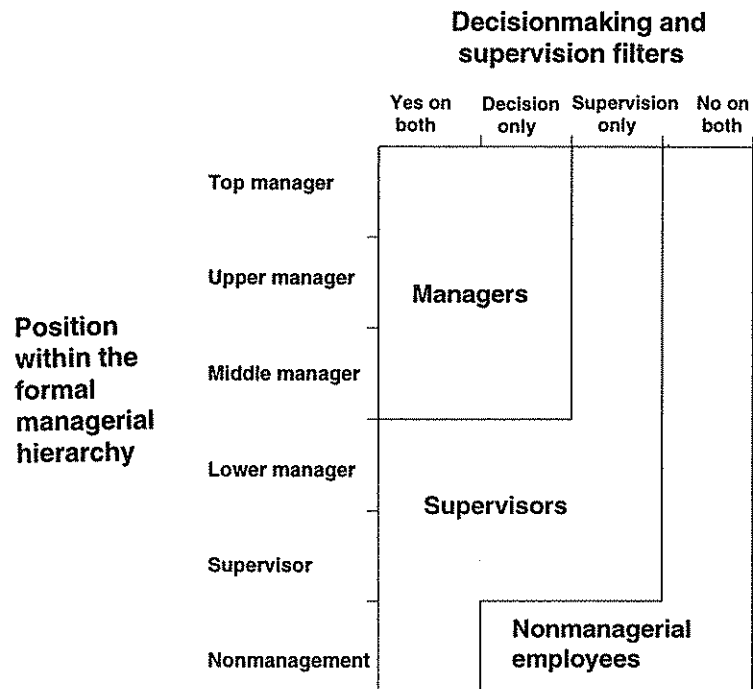 Decisionmaking and
supervision filters
Yes on
both
Decision
only
Supervision
only
No on
both
Position
within the
formal
managerial
hierarchy
Top manager
Upper manager
Middle manager
Lower manager
Supervisor
Nonmanagement
Managers
Supervisors
Nonmanagerial
employees